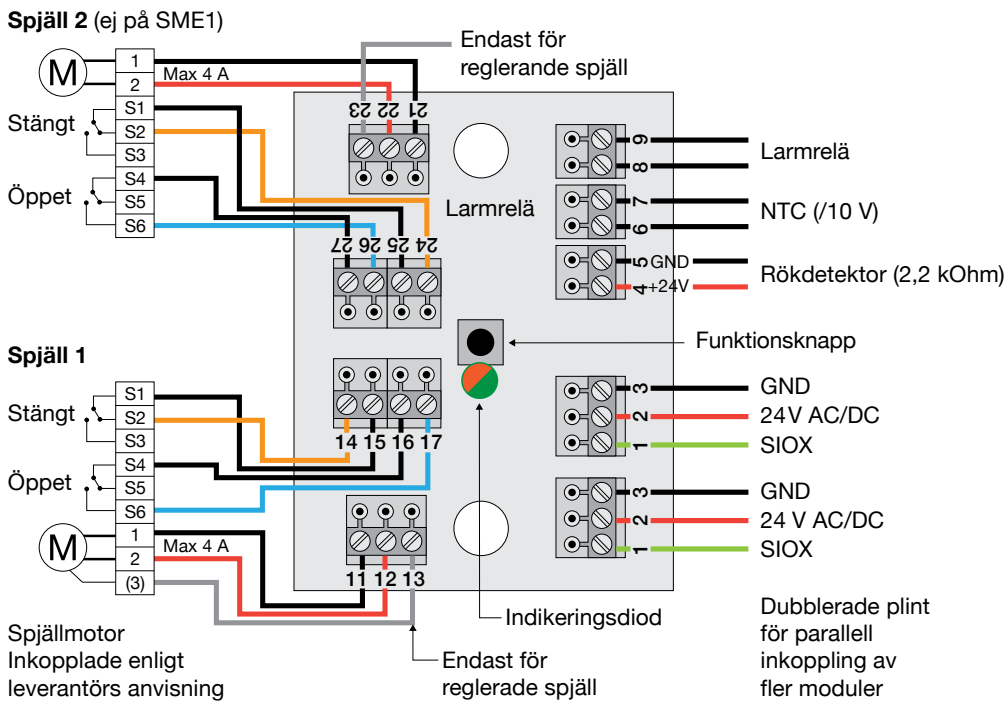 Spjäll 2 (ej på SME1)
M
1
2
Max 4 A
Stängt
S1
S2
S3
Öppet
S4
S5
S6
Endast för
reglerande spjäll
23 22 21
Larmrelä
27 26 25 24
9
8
Larmrelä
7
6
NTC (/10 V)
5 GND
4 +24V
Rökdetektor (2,2 kOhm)
Funktionsknapp
Spjäll 1
Stängt
S1
S2
S3
Öppet
S4
S5
S6
M
1
2
(3)
Max 4 A
14 15 16 17
11 12 13
3 GND
2 24V AC/DC
1 SIOX
3 GND
2 24 V AC/DC
1 SIOX
Indikeringsdiod
Endast för
reglerade spjäll
Spjällmotor
Inkopplade enligt
leverantörs anvisning
Dubblerade plint
för parallell
inkoppling av
fler moduler